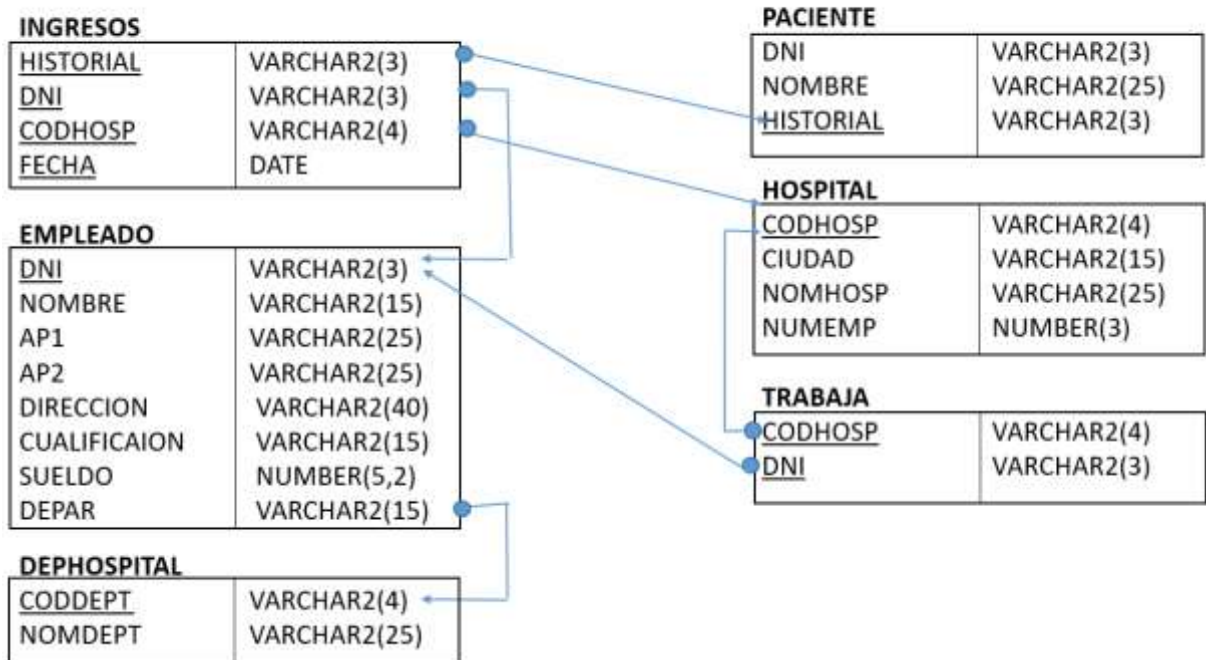 INGRESOS
HISTORIAL VARCHAR2(3)
DNI VARCHAR2(3)
CODHOSP VARCHAR2(4)
FECHA DATE
EMPLEADO
DNI VARCHAR2(3)
NOMBRE VARCHAR2(15)
AP1 VARCHAR2(25)
AP2 VARCHAR2(25)
DIRECCION VARCHAR2(40)
CUALIFICAION VARCHAR2(15)
SUELDO NUMBER(5,2)
DEPAR VARCHAR2(15)
DEPHOSPITAL
CODDEPT VARCHAR2(4)
NOMDEPT VARCHAR2(25)
PACIENTE
DNI VARCHAR2(3)
NOMBRE VARCHAR2(25)
HISTORIAL VARCHAR2(3)
HOSPITAL
CODHOSP VARCHAR2(4)
CIUDAD VARCHAR2(15)
NOMHOSP VARCHAR2(25)
NUMEMP NUMBER(3)
TRABAJA
CODHOSP VARCHAR2(4)
DNI VARCHAR2(3)